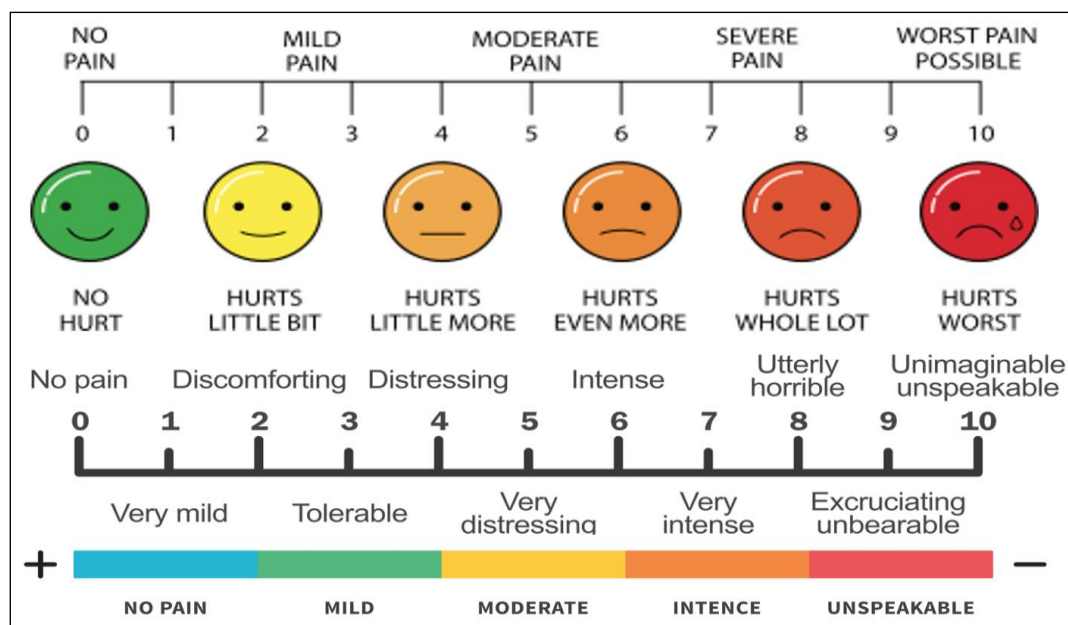 NO MILD MODERATE SEVERE WORST PAIN
PAIN PAIN PAIN PAIN POSSIBLE
0 1 2 3 4 5 6 7 8 9 10
NO HURTS HURTS HURTS HURTS HURTS
HURT LITTLE BIT LITTLE MORE EVEN MORE WHOLE LOT WORST
No pain Discomforting Distressing Intense Utterly horrible Unimaginable unspeakable
0 1 2 3 4 5 6 7 8 9 10
Very mild Tolerable Very distressing Very intense Excruciating unbearable
+ −
NO PAIN MILD MODERATE INTENCE UNSPEAKABLE